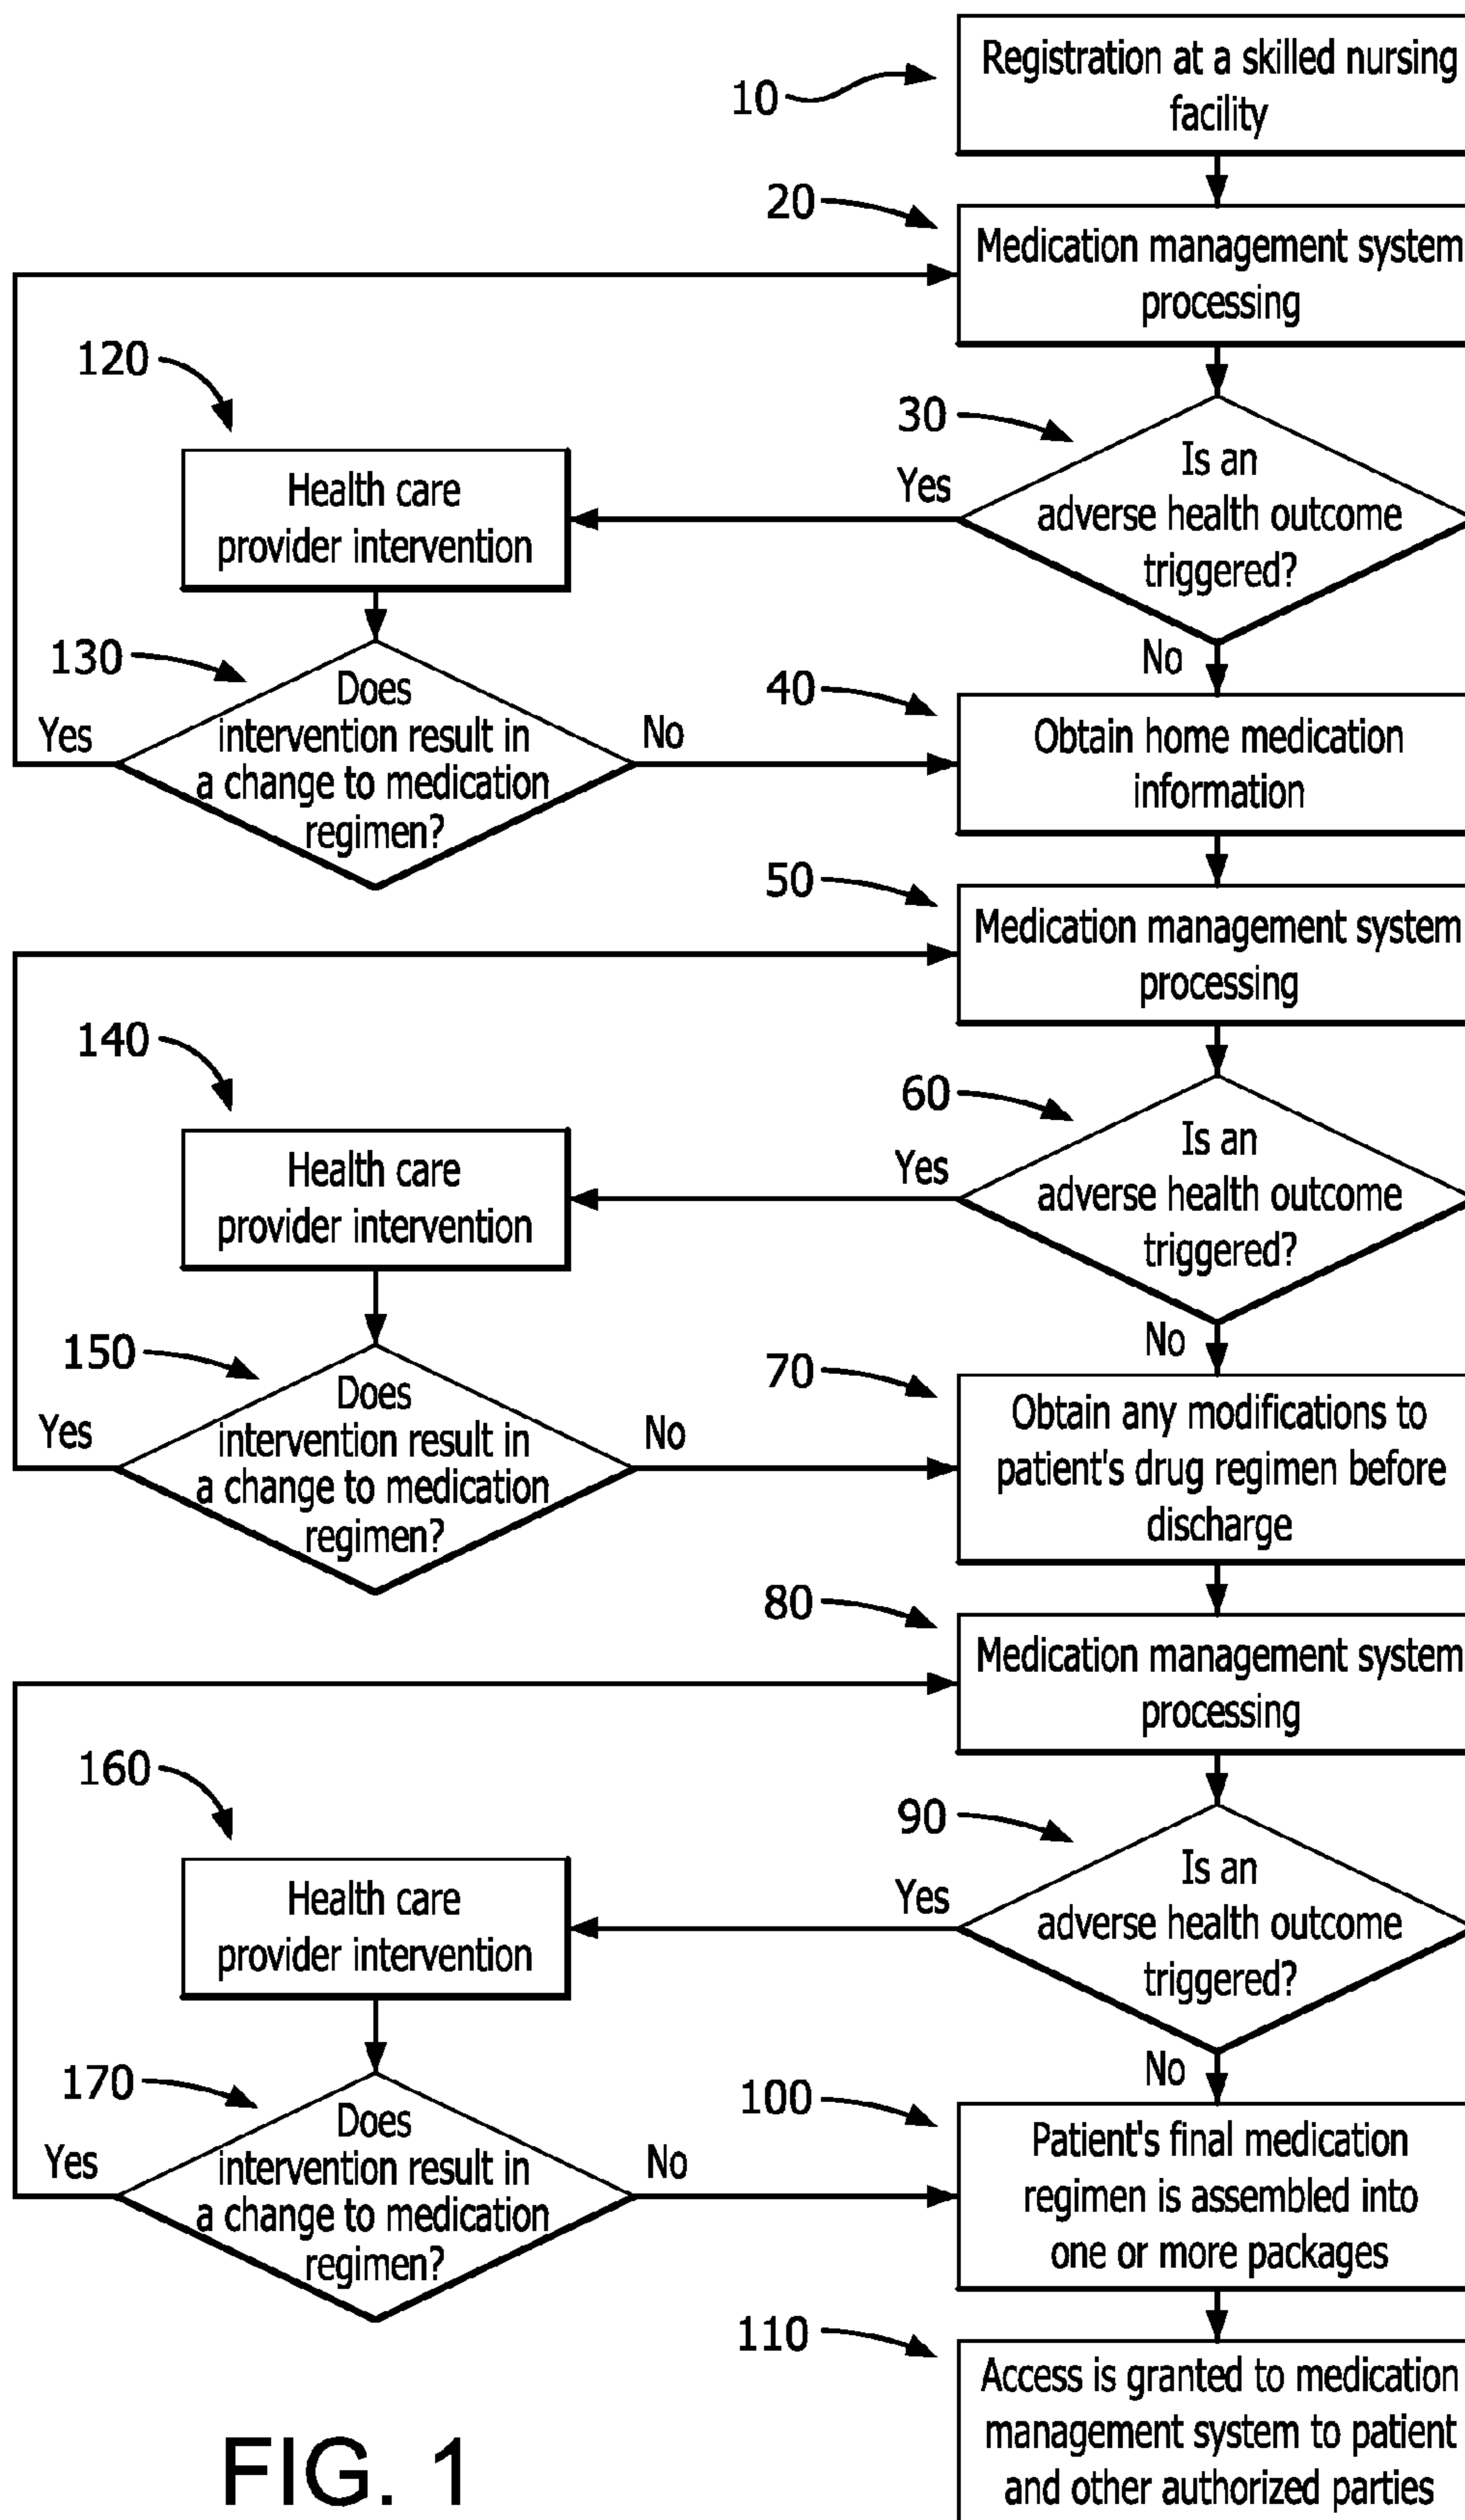 10
Registration at a skilled nursing
facility
20
Medication management system
processing
120
30
Is an
adverse health outcome
triggered?
Yes
Health care
provider intervention
No
130
Does
intervention result in
a change to medication
regimen?
Yes
No
40
Obtain home medication
information
50
Medication management system
processing
140
60
Is an
adverse health outcome
triggered?
Yes
Health care
provider intervention
No
150
Does
intervention result in
a change to medication
regimen?
Yes
No
70
Obtain any modifications to
patient's drug regimen before
discharge
80
Medication management system
processing
160
90
Is an
adverse health outcome
triggered?
Yes
Health care
provider intervention
No
170
Does
intervention result in
a change to medication
regimen?
Yes
No
100
Patient's final medication
regimen is assembled into
one or more packages
110
Access is granted to medication
management system to patient
and other authorized parties
FIG. 1